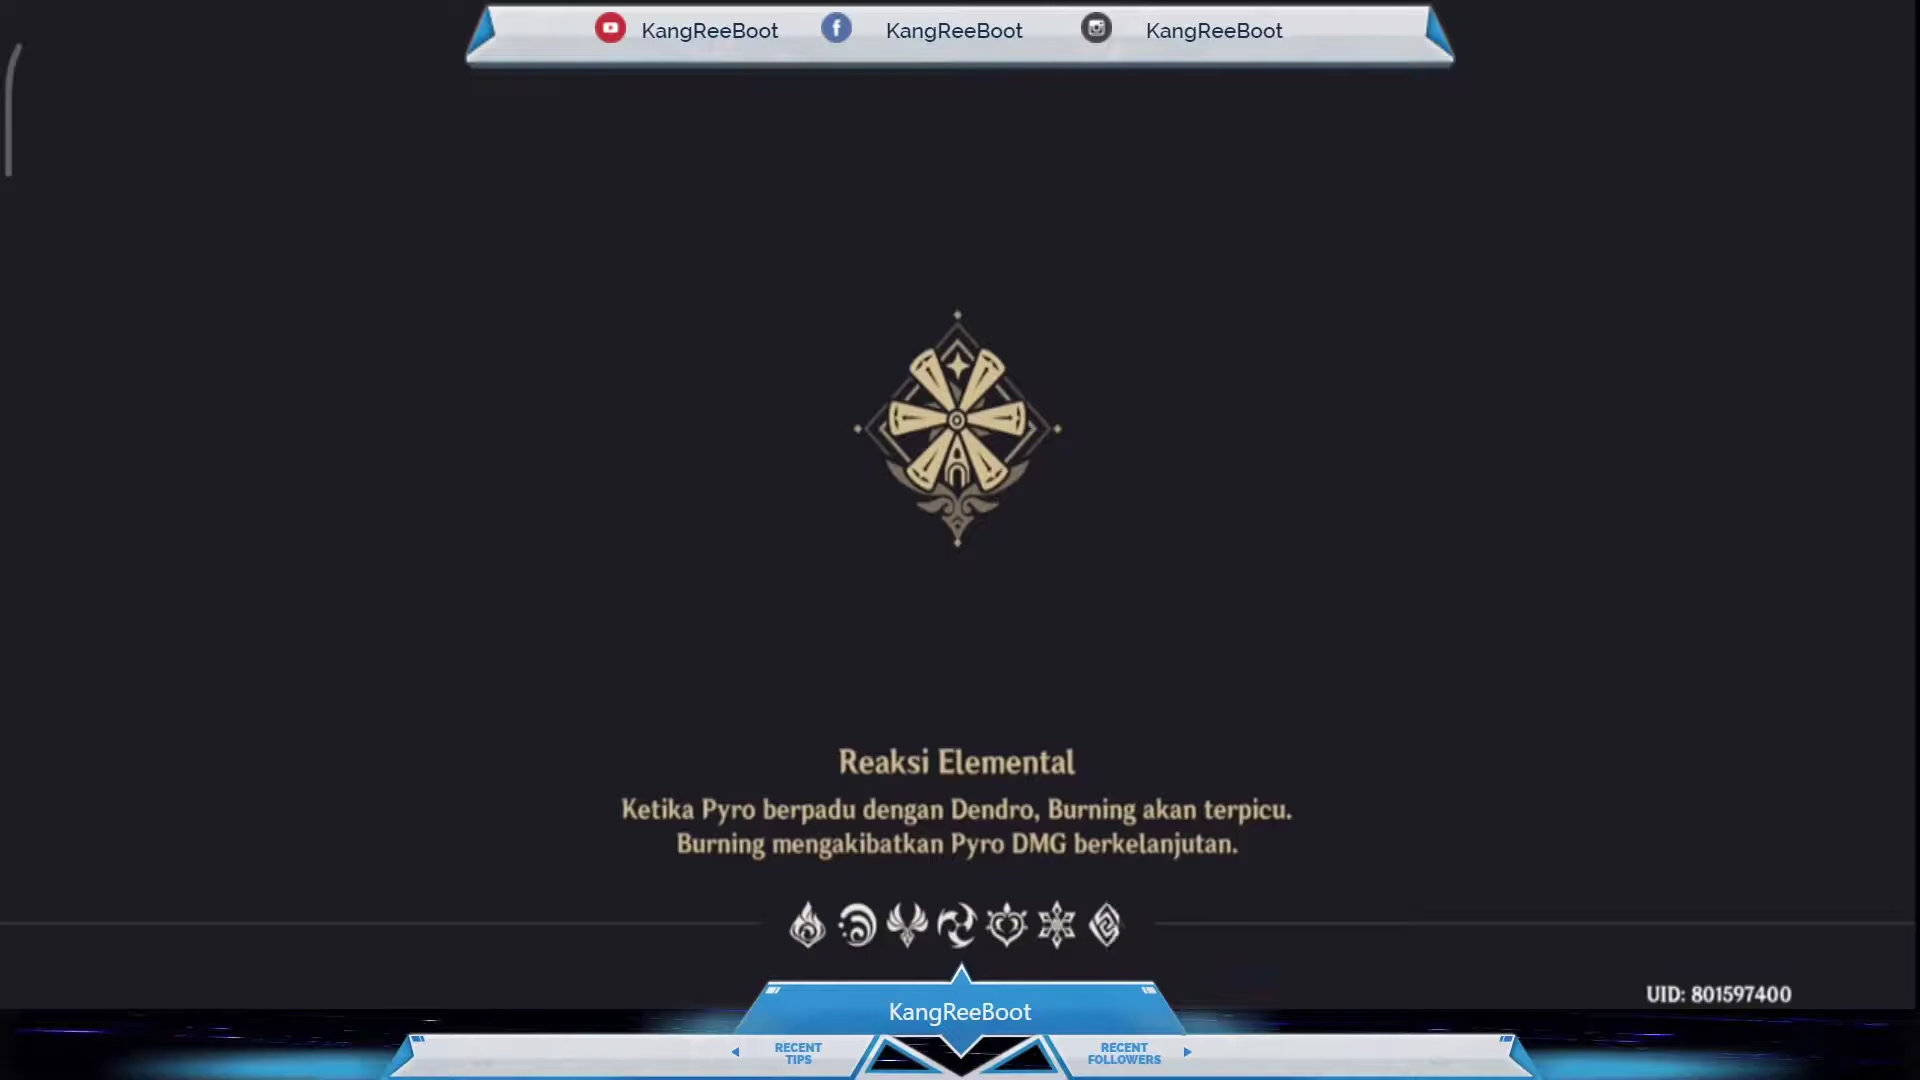 KangReeBoot KangReeBoot KangReeBoot
Reaksi Elemental
Ketika Pyro berpadu dengan Dendro, Burning akan terpicu.
Burning mengakibatkan Pyro DMG berkelanjutan.
UID: 801597400
KangReeBoot
RECENT
TIPS
RECENT
FOLLOWERS